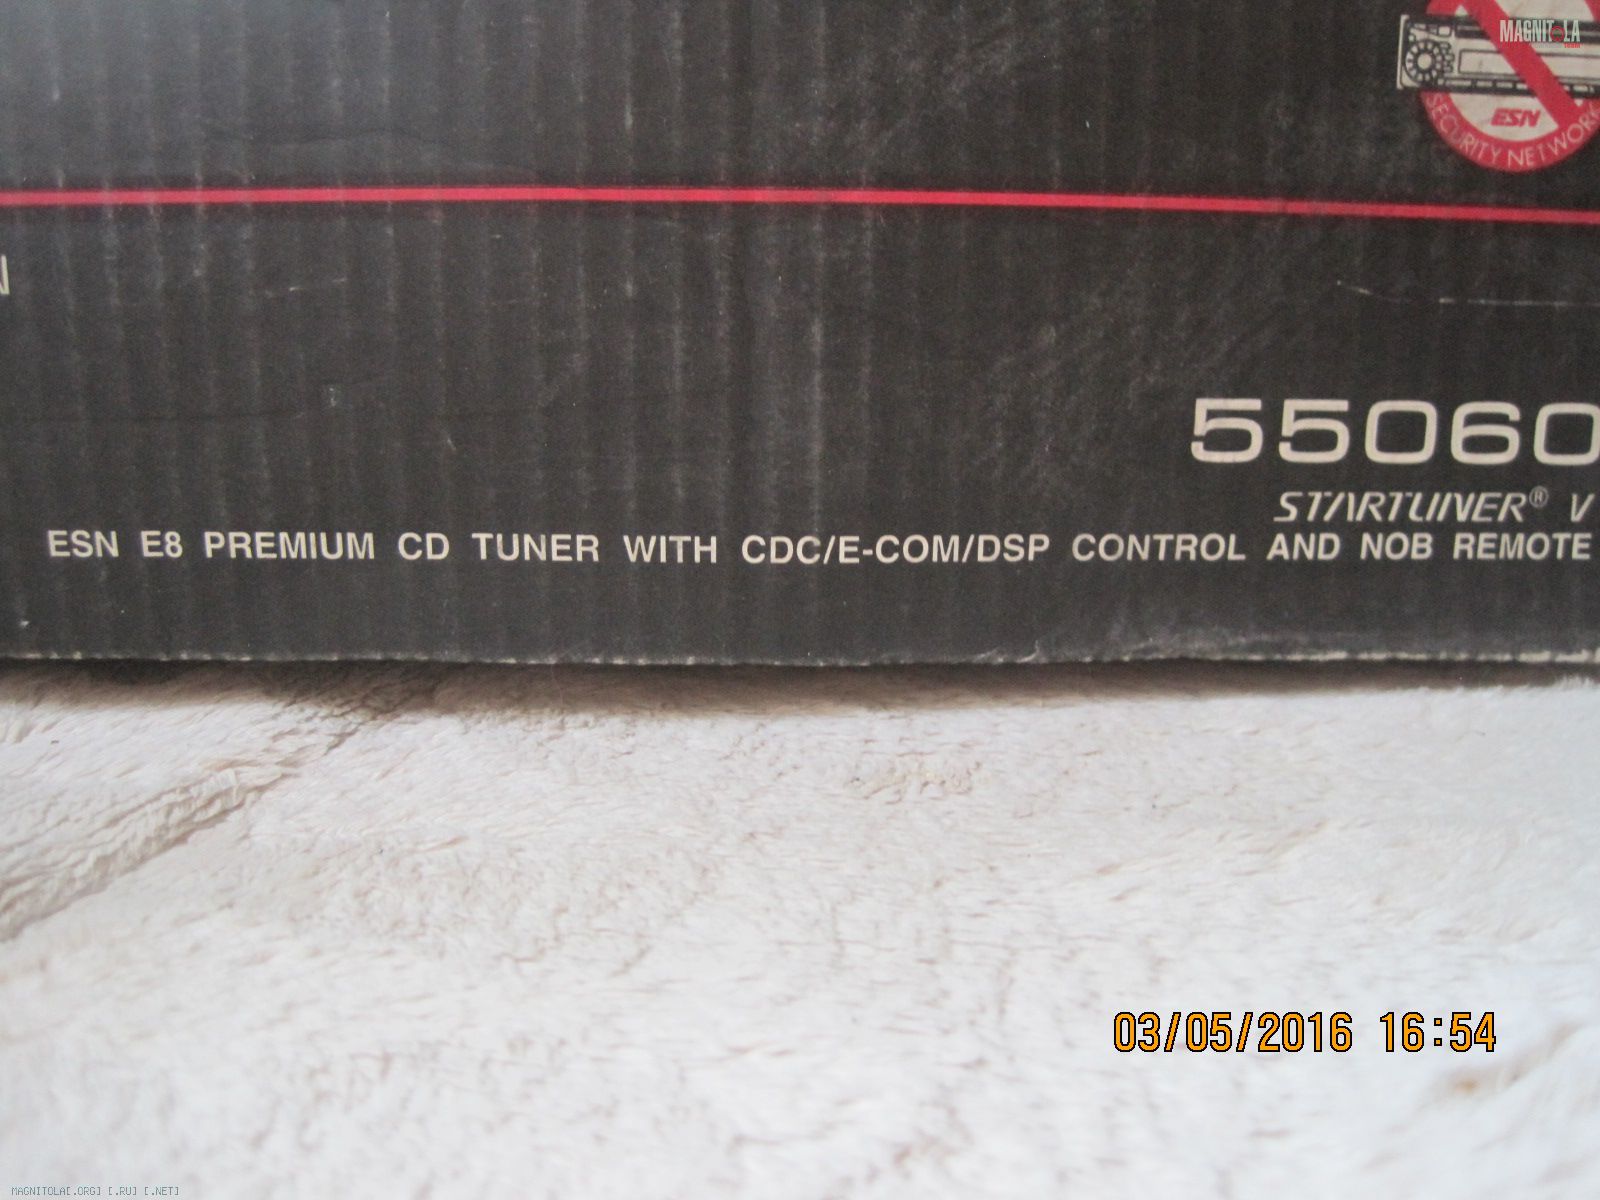 MAGNITOLA
ESN
SECURITY NETWORK
N
55060
STARTUNER® V
ESN E8 PREMIUM CD TUNER WITH CDC/E-COM/DSP CONTROL AND NOB REMOTE
03/05/2016 16:54
MAGNITOLA[.ORG] [.RU] [.NET]